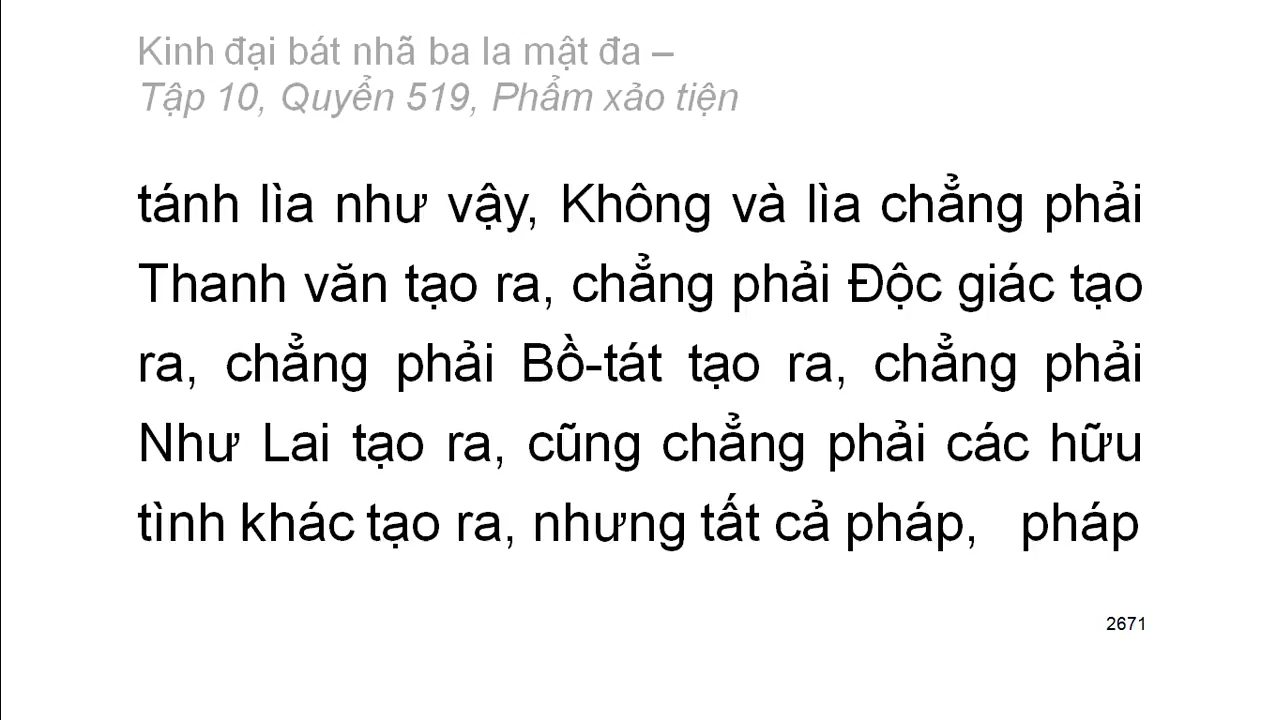 Kinh đại bát nhã ba la mật đa –
Tập 10, Quyển 519, Phẩm xảo tiện
tánh lìa như vậy, Không và lìa chẳng phải
Thanh văn tạo ra, chẳng phải Độc giác tạo
ra, chẳng phải Bồ-tát tạo ra, chẳng phải
Như Lai tạo ra, cũng chẳng phải các hữu
tình khác tạo ra, nhưng tất cả pháp, pháp
2671